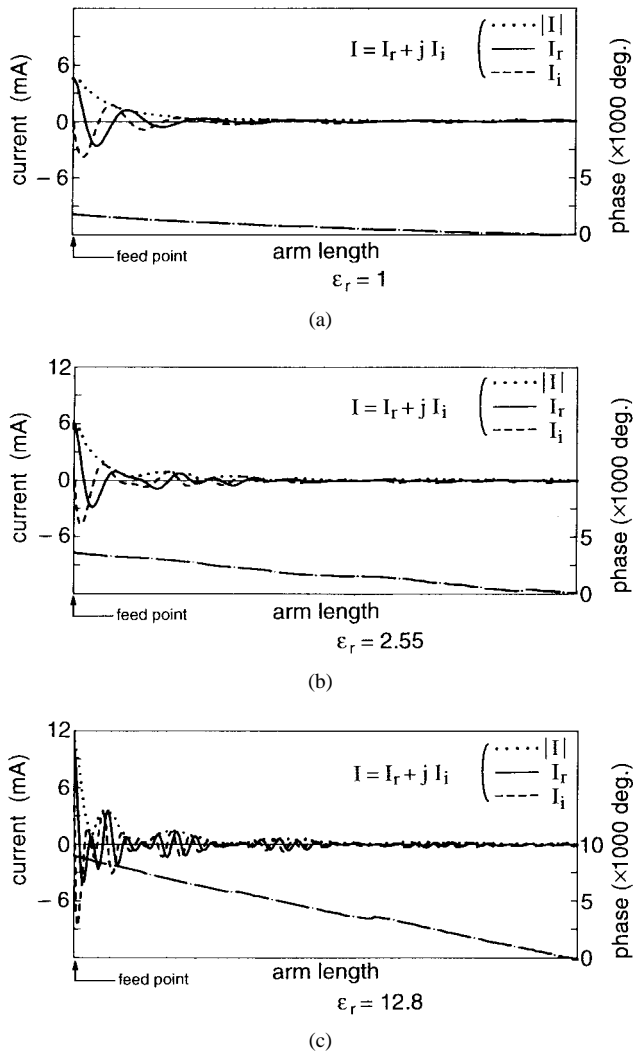 6
0
− 6
current (mA)
I = Ir + j Ii
|I|
Ir
Ii
5
0
phase (×1000 deg.)
feed point
arm length
εr = 1
(a)
12
6
0
− 6
current (mA)
I = Ir + j Ii
|I|
Ir
Ii
5
0
phase (×1000 deg.)
feed point
arm length
εr = 2.55
(b)
12
6
0
− 6
current (mA)
I = Ir + j Ii
|I|
Ir
Ii
10
5
0
phase (×1000 deg.)
feed point
arm length
εr = 12.8
(c)